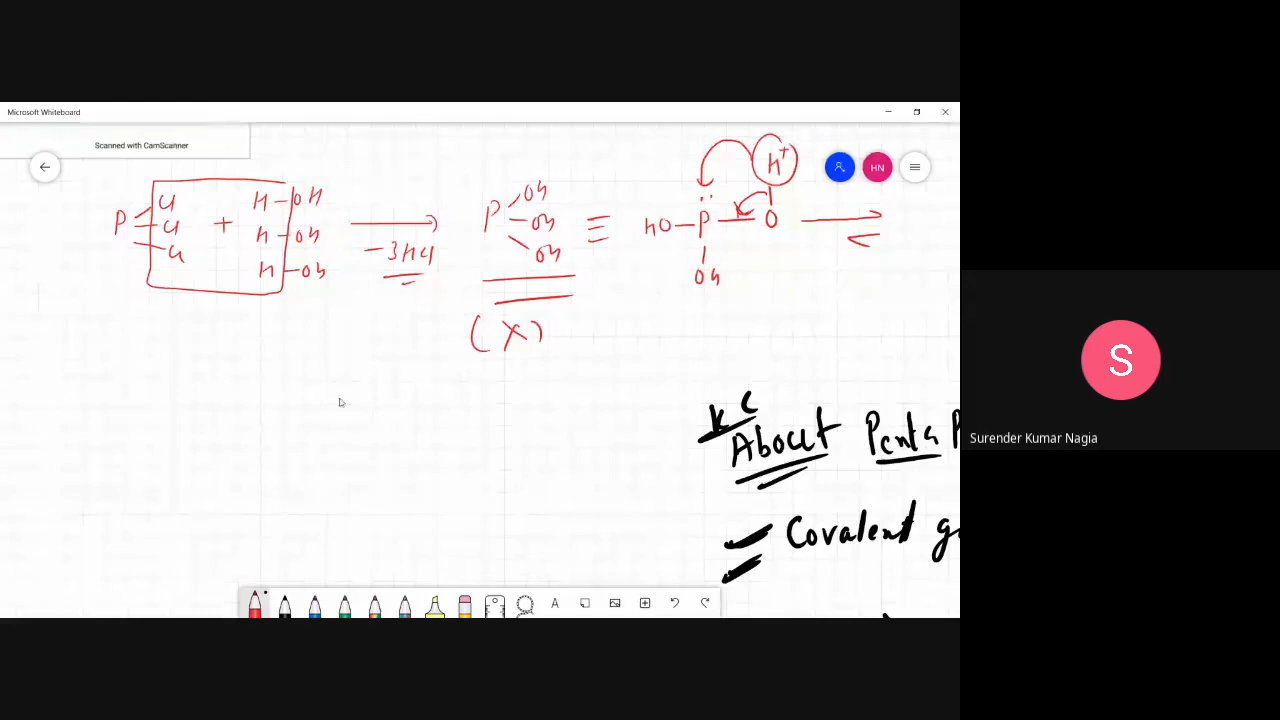 Microsoft Whiteboard
Scanned with CamScanner
HN
P Cl Cl Cl + H-OH H-OH H-OH → -3HCl P OH OH OH ≡ HO-P-O H+ OH
(X)
About Penta P
Covalent
A
S
Surender Kumar Nagia